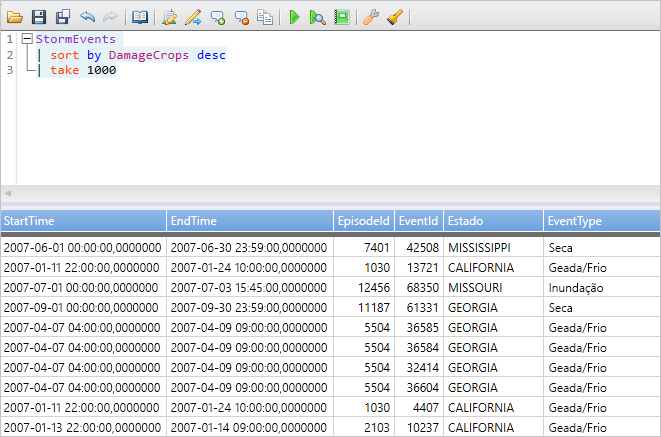 1 StormEvents
2 | sort by DamageCrops desc
3 | take 1000
StartTime EndTime EpisodeId EventId Estado EventType
2007-06-01 00:00:00,0000000 2007-06-30 23:59:00,0000000 7401 42508 MISSISSIPPI Seca
2007-01-11 22:00:00,0000000 2007-01-24 10:00:00,0000000 1030 13721 CALIFORNIA Geada/Frio
2007-07-01 00:00:00,0000000 2007-07-03 15:45:00,0000000 12456 68350 MISSOURI Inundação
2007-09-01 00:00:00,0000000 2007-09-30 23:59:00,0000000 11187 61331 GEORGIA Seca
2007-04-07 04:00:00,0000000 2007-04-09 09:00:00,0000000 5504 36585 GEORGIA Geada/Frio
2007-04-07 04:00:00,0000000 2007-04-09 09:00:00,0000000 5504 36584 GEORGIA Geada/Frio
2007-04-07 04:00:00,0000000 2007-04-09 09:00:00,0000000 5504 32414 GEORGIA Geada/Frio
2007-04-07 04:00:00,0000000 2007-04-09 09:00:00,0000000 5504 36604 GEORGIA Geada/Frio
2007-01-11 22:00:00,0000000 2007-01-24 10:00:00,0000000 1030 4407 CALIFORNIA Geada/Frio
2007-01-13 22:00:00,0000000 2007-01-14 09:00:00,0000000 2103 10237 CALIFORNIA Geada/Frio